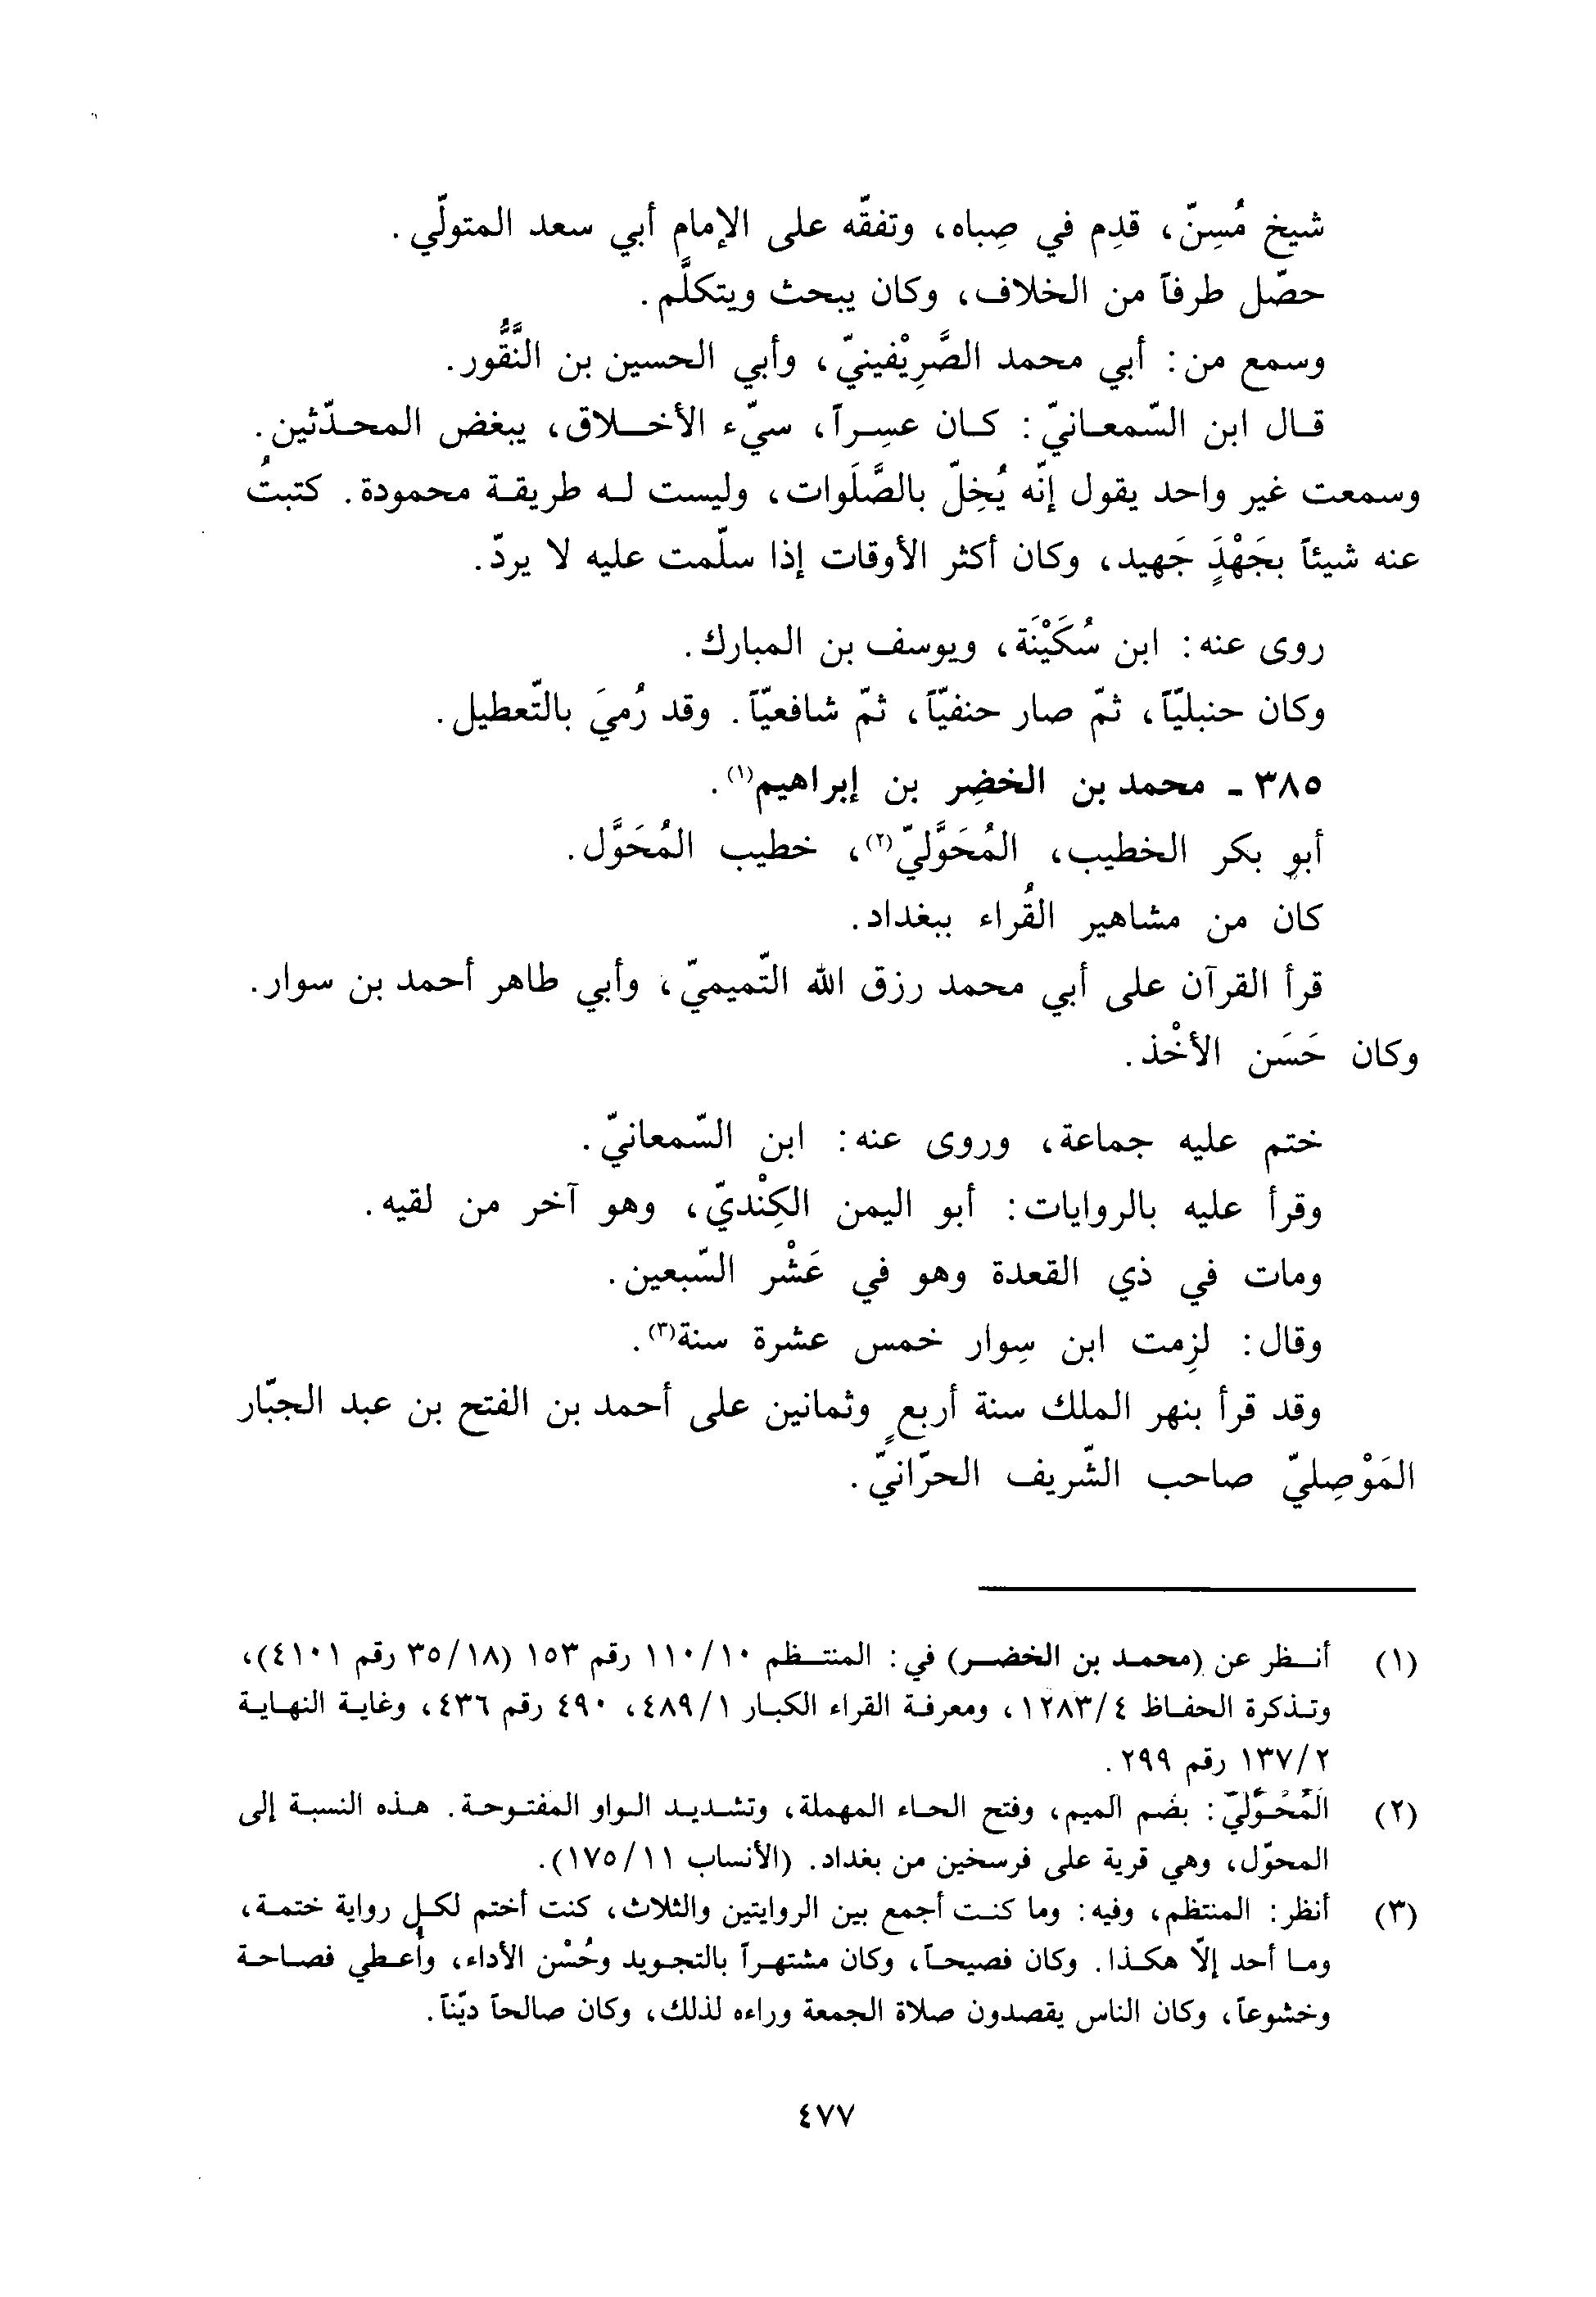 شيخ مُسِنّ، قدِم في صِباه، وتفقّه على الإمام أبي سعد المتولّي.
حصّل طرفاً من الخلاف، وكان يبحث ويتكلَّم.
وسمع من: أبي محمد الصَّرِيْفينيّ، وأبي الحسين بن النَّقُّور.
قال ابن السّمعانيّ: كان عسِراً، سيّء الأخلاق، يبغض المحدّثين.
وسمعت غير واحد يقول إنّه يُخِلّ بالصَّلَوات، وليست له طريقة محمودة. كتبتُ
عنه شيئاً بجَهْدٍَ جَهيد، وكان أكثر الأوقات إذا سلّمت عليه لا يردّ.
روى عنه: ابن سُكَيْنَة، ويوسف بن المبارك.
وكان حنبليّاً، ثمّ صار حنفيّاً، ثمّ شافعيّاً. وقد رُميَ بالتّعطيل.
٣٨٥ - محمد بن الخضِر بن إبراهيم(١).
أبو بكر الخطيب، المُحَوَّليّ(٢)، خطيب المُحَوَّل.
كان من مشاهير القُراء ببغداد.
قرأ القرآن على أبي محمد رزق الله التّميميّ، وأبي طاهر أحمد بن سوار.
وكان حَسَن الأخْذ.
ختم عليه جماعة، وروى عنه: ابن السّمعانيّ.
وقرأ عليه بالروايات: أبو اليمن الكِنْديّ، وهو آخر من لقيه.
ومات في ذي القعدة وهو في عَشْر السّبعين.
وقال: لزِمت ابن سِوار خمس عشرة سنة(٣).
وقد قرأ بنهر الملك سنة أربعٍ وثمانين على أحمد بن الفتح بن عبد الجبّار
المَوْصِليّ صاحب الشّريف الحرّانيّ.
(١) أنظر عن (محمد بن الخضر) في: المنتظم ١٠/١١٠ رقم ١٥٣ (١٨/٣٥ رقم ٤١٠١)،
وتذكرة الحفاظ ٤/١٢٨٣، ومعرفة القراء الكبار ١/٤٨٩، ٤٩٠ رقم ٤٣٦، وغاية النهاية
٢/١٣٧ رقم ٢٩٩.
(٢) المُحَوَّليّ: بضم الميم، وفتح الحاء المهملة، وتشديد الواو المفتوحة. هذه النسبة إلى
المحوّل، وهي قرية على فرسخين من بغداد. (الأنساب ١١/١٧٥).
(٣) أنظر: المنتظم، وفيه: وما كنت أجمع بين الروايتين والثلاث، كنت أختم لكل رواية ختمة،
وما أحد إلّا هكذا. وكان فصيحاً، وكان مشتهراً بالتجويد وحُسْن الأداء، وأُعطي فصاحة
وخشوعاً، وكان الناس يقصدون صلاة الجمعة وراءه لذلك، وكان صالحاً ديّناً.
٤٧٧